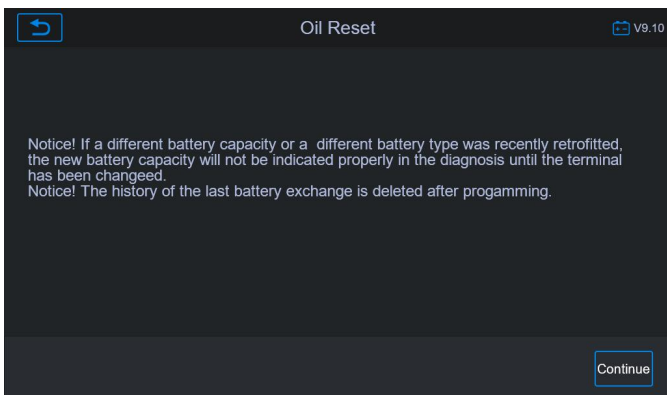 Oil Reset
V9.10
Notice! If a different battery capacity or a different battery type was recently retrofitted,
the new battery capacity will not be indicated properly in the diagnosis until the terminal
has been changeed.
Notice! The history of the last battery exchange is deleted after progamming.
Continue